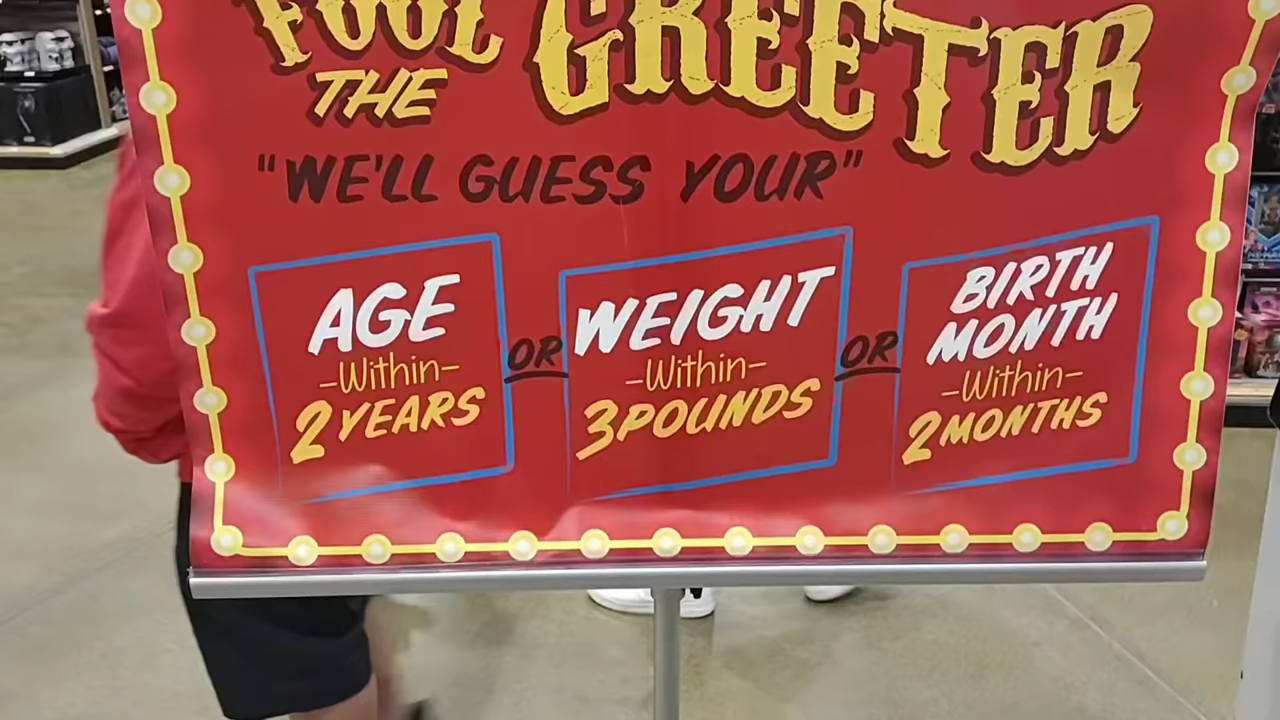 FOOL
THE
GREETER
"WE'LL GUESS YOUR"
AGE
-Within-
2 YEARS
OR
WEIGHT
-Within-
3 POUNDS
OR
BIRTH
MONTH
-Within-
2 MONTHS